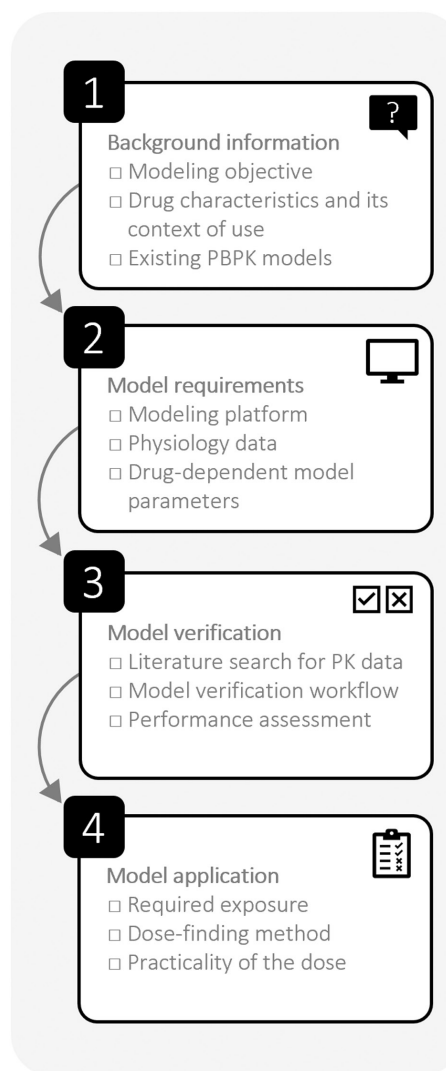 1
?
Background information
□ Modeling objective
□ Drug characteristics and its
context of use
□ Existing PBPK models
2
Model requirements
□ Modeling platform
□ Physiology data
□ Drug-dependent model
parameters
3
Model verification
□ Literature search for PK data
□ Model verification workflow
□ Performance assessment
4
Model application
□ Required exposure
□ Dose-finding method
□ Practicality of the dose